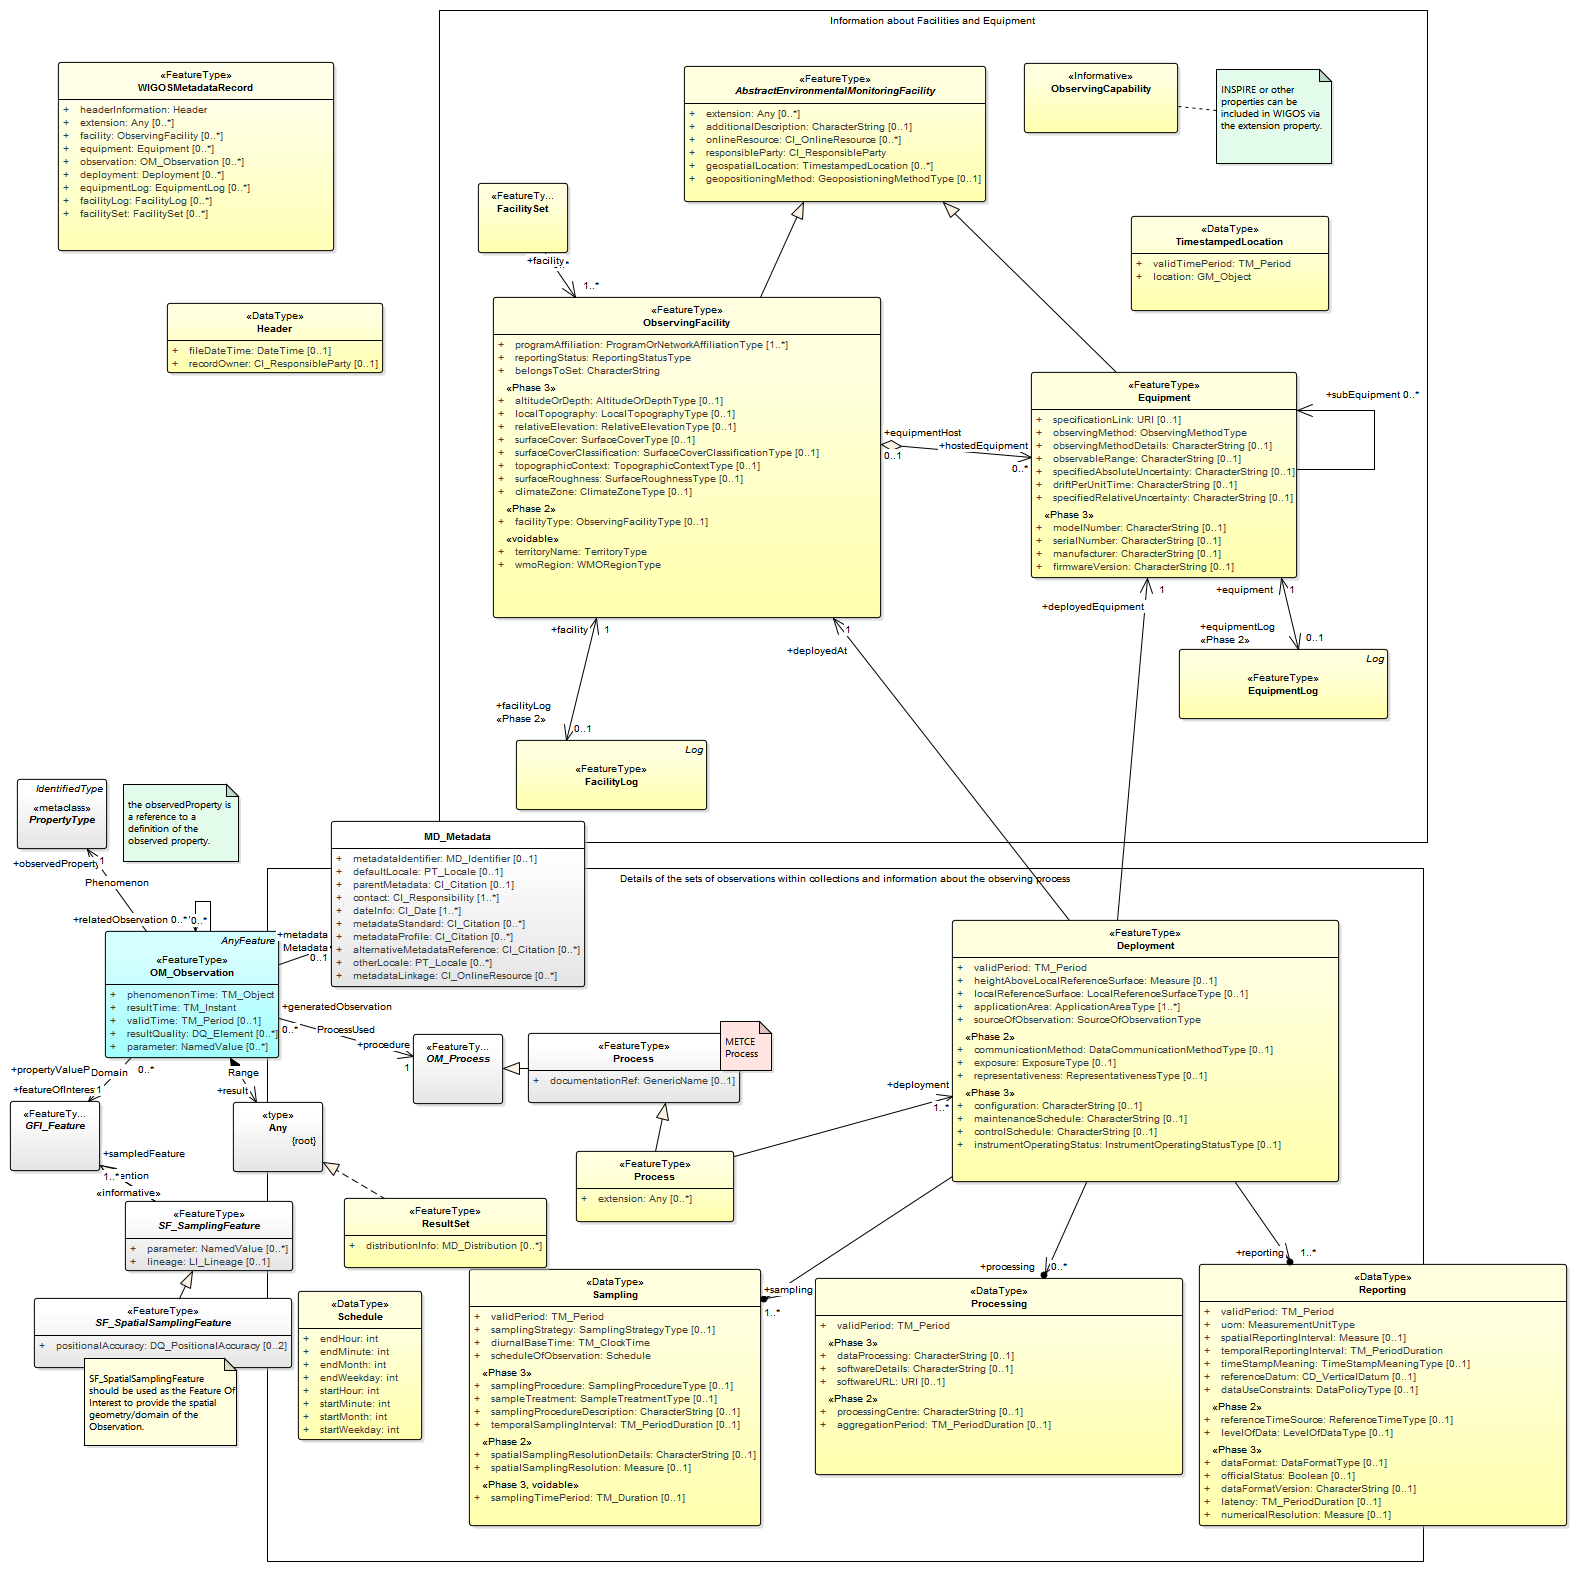 Information about Facilities and Equipment
«FeatureType»
WIGOSMetadataRecord
+ headerInformation: Header
+ extension: Any [0..*]
+ facility: ObservingFacility [0..*]
+ equipment: Equipment [0..*]
+ observation: OM_Observation [0..*]
+ deployment: Deployment [0..*]
+ equipmentLog: EquipmentLog [0..*]
+ facilityLog: FacilityLog [0..*]
+ facilitySet: FacilitySet [0..*]
«FeatureType»
AbstractEnvironmentalMonitoringFacility
+ extension: Any [0..*]
+ additionalDescription: CharacterString [0..1]
+ onlineResource: CI_OnlineResource [0..*]
+ responsibleParty: CI_ResponsibleParty
+ geospatialLocation: TimestampedLocation [0..*]
+ geopositioningMethod: GeoposistioningMethodType [0..1]
«Informative»
ObservingCapability
INSPIRE or other
properties can be
included in WIGOS via
the extension property.
«FeatureTy...
FacilitySet
+facility
0..*
1..*
«DataType»
TimestampedLocation
+ validTimePeriod: TM_Period
+ location: GM_Object
«DataType»
Header
+ fileDateTime: DateTime [0..1]
+ recordOwner: CI_ResponsibleParty [0..1]
«FeatureType»
ObservingFacility
+ programAffiliation: ProgramOrNetworkAffiliationType [1..*]
+ reportingStatus: ReportingStatusType
+ belongsToSet: CharacterString
«Phase 3»
+ altitudeOrDepth: AltitudeOrDepthType [0..1]
+ localTopography: LocalTopographyType [0..1]
+ relativeElevation: RelativeElevationType [0..1]
+ surfaceCover: SurfaceCoverType [0..1]
+ surfaceCoverClassification: SurfaceCoverClassificationType [0..1]
+ topographicContext: TopographicContextType [0..1]
+ surfaceRoughness: SurfaceRoughnessType [0..1]
+ climateZone: ClimateZoneType [0..1]
«Phase 2»
+ facilityType: ObservingFacilityType [0..1]
«voidable»
+ territoryName: TerritoryType
+ wmoRegion: WMORegionType
+equipmentHost
0..1
+hostedEquipment
0..*
«FeatureType»
Equipment
+ specificationLink: URI [0..1]
+ observingMethod: ObservingMethodType
+ observingMethodDetails: CharacterString [0..1]
+ observableRange: CharacterString [0..1]
+ specifiedAbsoluteUncertainty: CharacterString [0..1]
+ driftPerUnitTime: CharacterString [0..1]
+ specifiedRelativeUncertainty: CharacterString [0..1]
«Phase 3»
+ modelNumber: CharacterString [0..1]
+ serialNumber: CharacterString [0..1]
+ manufacturer: CharacterString [0..1]
+ firmwareVersion: CharacterString [0..1]
+subEquipment 0..*
+facility 1
+deployedAt
1
+deployedEquipment
1
+equipment 1
+equipmentLog
«Phase 2»
0..1
Log
«FeatureType»
EquipmentLog
+facilityLog
«Phase 2»
0..1
Log
«FeatureType»
FacilityLog
IdentifiedType
«metaclass»
PropertyType
the observedProperty is
a reference to a
definition of the
observed property.
+observedProperty
1
Phenomenon
+relatedObservation 0..*
0..*
MD_Metadata
+ metadataIdentifier: MD_Identifier [0..1]
+ defaultLocale: PT_Locale [0..1]
+ parentMetadata: CI_Citation [0..1]
+ contact: CI_Responsibility [1..*]
+ dateInfo: CI_Date [1..*]
+ metadataStandard: CI_Citation [0..*]
+ metadataProfile: CI_Citation [0..*]
+ alternativeMetadataReference: CI_Citation [0..*]
+ otherLocale: PT_Locale [0..*]
+ metadataLinkage: CI_OnlineResource [0..*]
Details of the sets of observations within collections and information about the observing process
AnyFeature
«FeatureType»
OM_Observation
+ phenomenonTime: TM_Object
+ resultTime: TM_Instant
+ validTime: TM_Period [0..1]
+ resultQuality: DQ_Element [0..*]
+ parameter: NamedValue [0..*]
+metadata
Metadata
0..1
+generatedObservation
0..*
ProcessUsed
+procedure
1
«FeatureTy...
OM_Process
«FeatureType»
Process
+ documentationRef: GenericName [0..1]
METCE
Process
«FeatureType»
Deployment
+ validPeriod: TM_Period
+ heightAboveLocalReferenceSurface: Measure [0..1]
+ localReferenceSurface: LocalReferenceSurfaceType [0..1]
+ applicationArea: ApplicationAreaType [1..*]
+ sourceOfObservation: SourceOfObservationType
«Phase 2»
+ communicationMethod: DataCommunicationMethodType [0..1]
+ exposure: ExposureType [0..1]
+ representativeness: RepresentativenessType [0..1]
«Phase 3»
+ configuration: CharacterString [0..1]
+ maintenanceSchedule: CharacterString [0..1]
+ controlSchedule: CharacterString [0..1]
+ instrumentOperatingStatus: InstrumentOperatingStatusType [0..1]
+deployment
1..*
+propertyValueP
Domain
0..*
+featureOfInterest
1
Range
+result
«FeatureTy...
GFI_Feature
«type»
Any
{root}
+sampledFeature
1..*
ention
«informative»
«FeatureType»
Process
+ extension: Any [0..*]
«FeatureType»
SF_SamplingFeature
+ parameter: NamedValue [0..*]
+ lineage: LI_Lineage [0..1]
«FeatureType»
ResultSet
+ distributionInfo: MD_Distribution [0..*]
«FeatureType»
SF_SpatialSamplingFeature
+ positionalAccuracy: DQ_PositionalAccuracy [0..2]
SF_SpatialSamplingFeature
should be used as the Feature Of
Interest to provide the spatial
geometry/domain of the
Observation.
«DataType»
Schedule
+ endHour: int
+ endMinute: int
+ endMonth: int
+ endWeekday: int
+ startHour: int
+ startMinute: int
+ startMonth: int
+ startWeekday: int
«DataType»
Sampling
+ validPeriod: TM_Period
+ samplingStrategy: SamplingStrategyType [0..1]
+ diurnalBaseTime: TM_ClockTime
+ scheduleOfObservation: Schedule
«Phase 3»
+ samplingProcedure: SamplingProcedureType [0..1]
+ sampleTreatment: SampleTreatmentType [0..1]
+ samplingProcedureDescription: CharacterString [0..1]
+ temporalSamplingInterval: TM_PeriodDuration [0..1]
«Phase 2»
+ spatialSamplingResolutionDetails: CharacterString [0..1]
+ spatialSamplingResolution: Measure [0..1]
«Phase 3, voidable»
+ samplingTimePeriod: TM_Duration [0..1]
+sampling
1..*
+processing 0..*
«DataType»
Processing
+ validPeriod: TM_Period
«Phase 3»
+ dataProcessing: CharacterString [0..1]
+ softwareDetails: CharacterString [0..1]
+ softwareURL: URI [0..1]
«Phase 2»
+ processingCentre: CharacterString [0..1]
+ aggregationPeriod: TM_PeriodDuration [0..1]
+reporting 1..*
«DataType»
Reporting
+ validPeriod: TM_Period
+ uom: MeasurementUnitType
+ spatialReportingInterval: Measure [0..1]
+ temporalReportingInterval: TM_PeriodDuration
+ timeStampMeaning: TimeStampMeaningType [0..1]
+ referenceDatum: CD_VerticalDatum [0..1]
+ dataUseConstraints: DataPolicyType [0..1]
«Phase 2»
+ referenceTimeSource: ReferenceTimeType [0..1]
+ levelOfData: LevelOfDataType [0..1]
«Phase 3»
+ dataFormat: DataFormatType [0..1]
+ officialStatus: Boolean [0..1]
+ dataFormatVersion: CharacterString [0..1]
+ latency: TM_PeriodDuration [0..1]
+ numericalResolution: Measure [0..1]